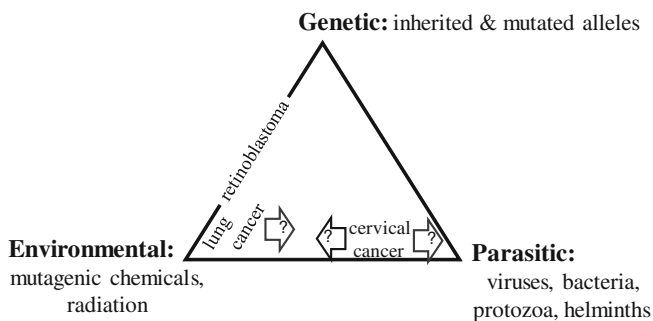 Genetic: inherited & mutated alleles
retinoblastoma
lung
cancer
?
?
cervical
cancer
?
Environmental:
mutagenic chemicals,
radiation
Parasitic:
viruses, bacteria,
protozoa, helminths